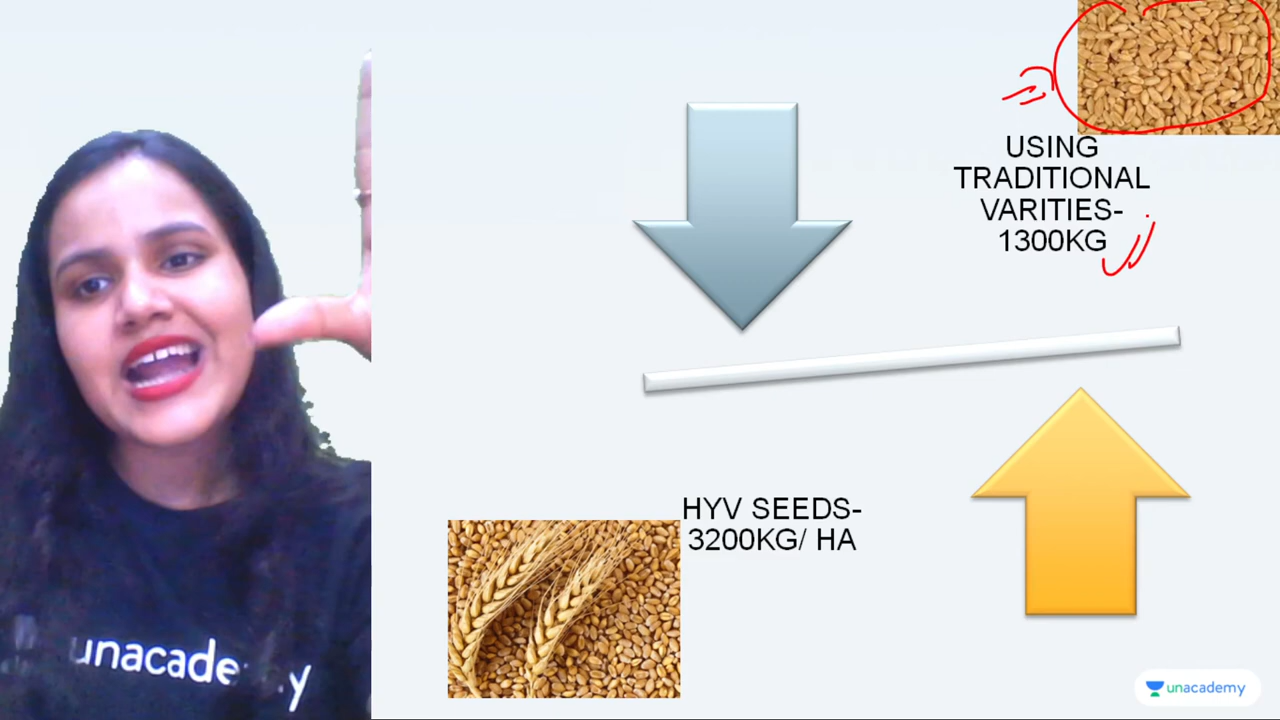 USING
TRADITIONAL
VARITIES-
1300KG
HYV SEEDS-
3200KG/ HA
unacademy
unacademy